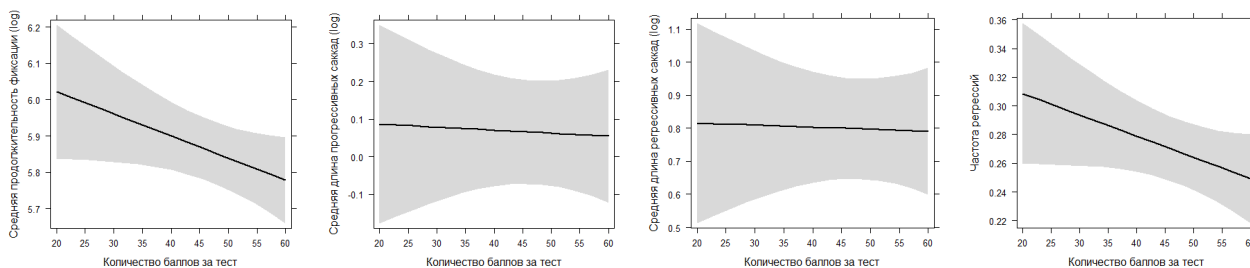 Средняя продолжительность фиксации (log)
6.2
6.1
6.0
5.9
5.8
5.7
20 25 30 35 40 45 50 55 60
Количество баллов за тест
Средняя длина прогрессивных саккад (log)
0.3
0.2
0.1
0.0
-0.1
20 25 30 35 40 45 50 55 60
Количество баллов за тест
Средняя длина регрессивных саккад (log)
1.1
1.0
0.9
0.8
0.7
0.6
0.5
20 25 30 35 40 45 50 55 60
Количество баллов за тест
Частота регрессий
0.36
0.34
0.32
0.30
0.28
0.26
0.24
0.22
20 25 30 35 40 45 50 55 60
Количество баллов за тест